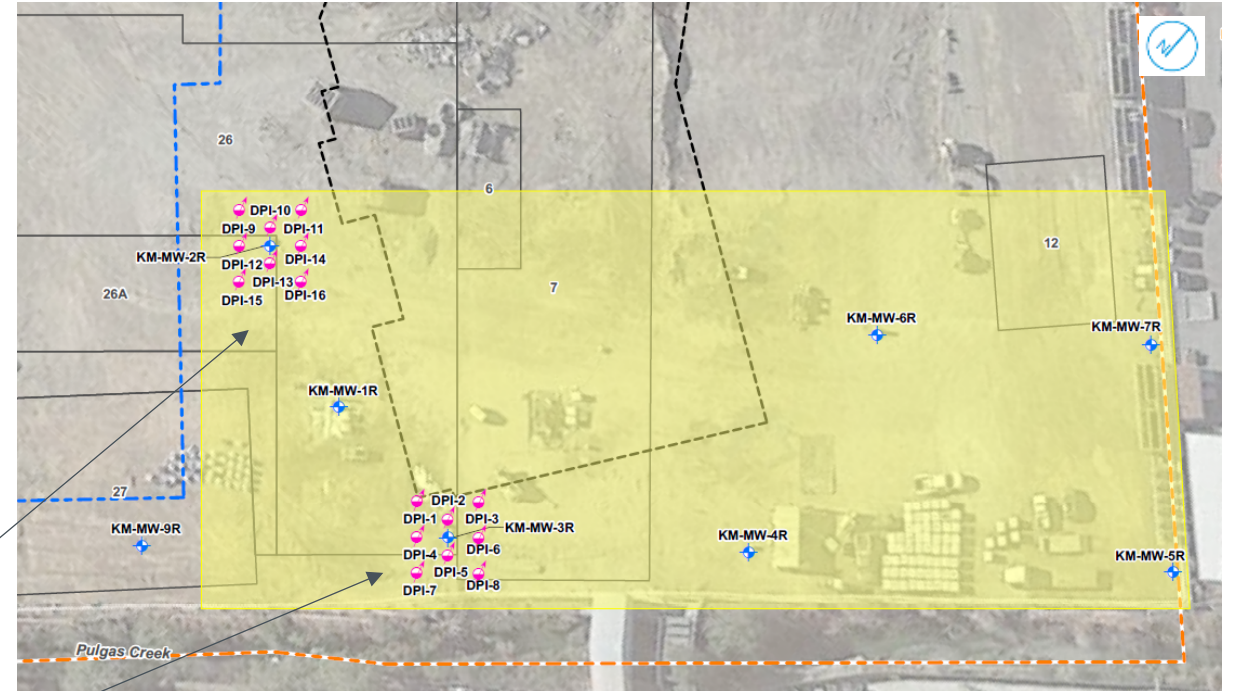 N
26
6
DPI-10
DPI-9
DPI-11
12
KM-MW-2R
DPI-14
DPI-12
DPI-13
26A
DPI-15
DPI-16
7
KM-MW-6R
KM-MW-7R
KM-MW-1R
27
DPI-2
DPI-1
DPI-3
KM-MW-9R
KM-MW-3R
KM-MW-4R
DPI-4
DPI-6
DPI-5
KM-MW-5R
DPI-7
DPI-8
Pulgas Creek